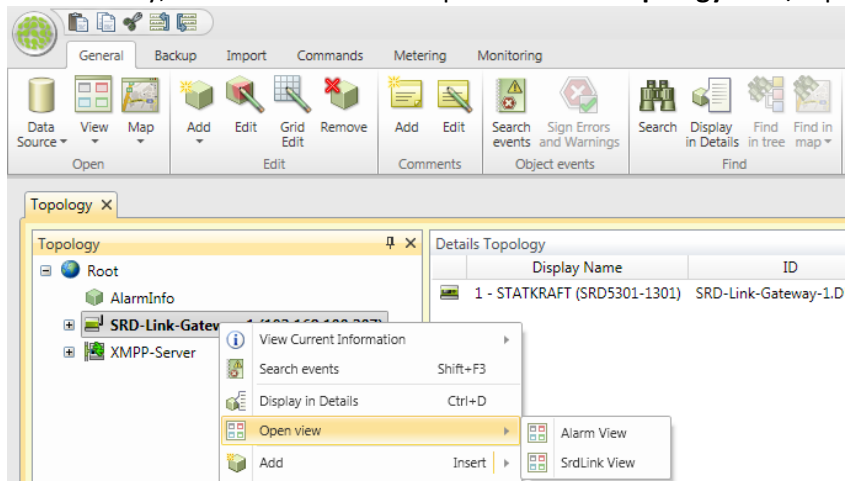 General Backup Import Commands Metering Monitoring
Data Source View Map Add Edit Grid Edit Remove Add Edit Search events Sign Errors and Warnings Search Display in Details Find in tree Find in map
Open Edit Comments Object events Find
Topology
Topology
Root
AlarmInfo
SRD-Link-Gatew
XMPP-Server
Details Topology
Display Name ID
1 - STATKRAFT (SRD5301-1301) SRD-Link-Gateway-1.D
View Current Information
Search events Shift+F3
Display in Details Ctrl+D
Open view
Add Insert
Alarm View
SrdLink View